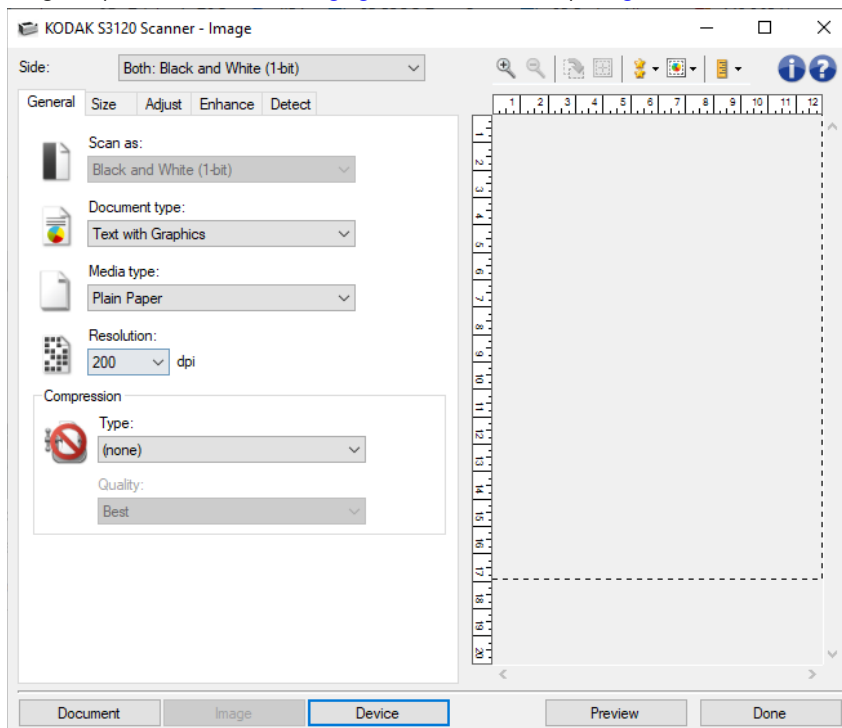 KODAK S3120 Scanner - Image
Side: Both: Black and White (1-bit)
General Size Adjust Enhance Detect
Scan as:
Black and White (1-bit)
Document type:
Text with Graphics
Media type:
Plain Paper
Resolution:
200 dpi
Compression
Type:
(none)
Quality:
Best
1 2 3 4 5 6 7 8 9 10 11 12
1
2
3
4
5
6
7
8
9
10
11
12
13
14
15
16
17
18
19
20
Document Image Device Preview Done